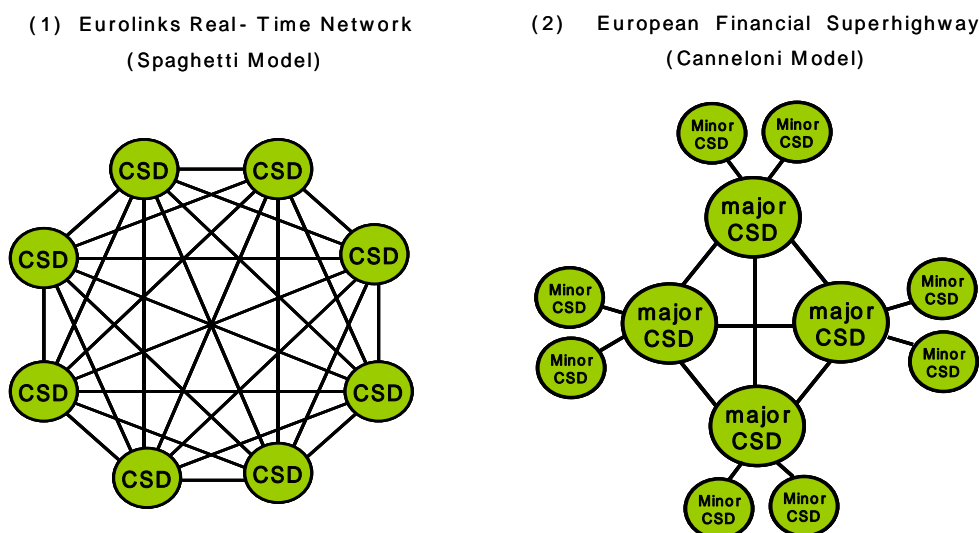 (1) Eurolinks Real- Time Network
(Spaghetti Model)
CSD
CSD
CSD
CSD
CSD
CSD
CSD
CSD
(2) European Financial Superhighway
(Canneloni Model)
Minor
CSD
Minor
CSD
major
CSD
Minor
CSD
Minor
CSD
major
CSD
major
CSD
Minor
CSD
Minor
CSD
major
CSD
Minor
CSD
Minor
CSD